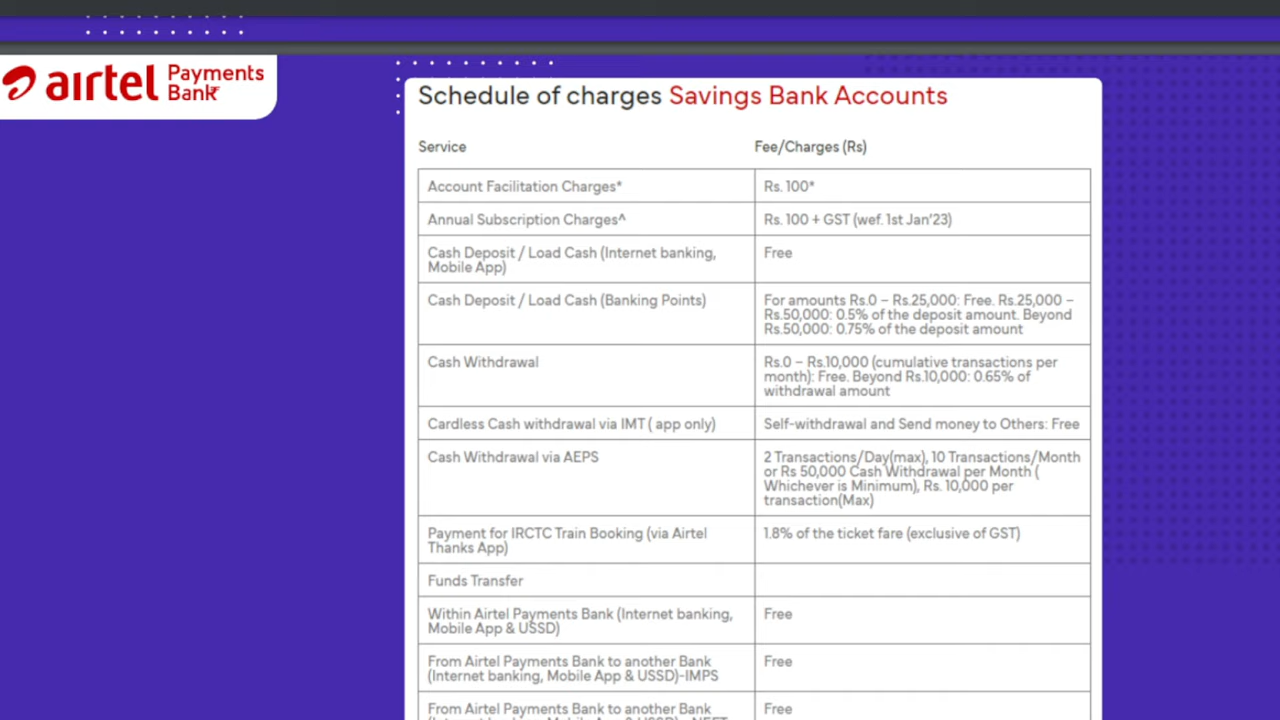 airtel Payments
Bank
Schedule of charges Savings Bank Accounts
Service Fee/Charges (Rs)
Account Facilitation Charges* Rs. 100*
Annual Subscription Charges^ Rs. 100 + GST (wef. 1st Jan'23)
Cash Deposit / Load Cash (Internet banking,
Mobile App)
Free
Cash Deposit / Load Cash (Banking Points)
For amounts Rs.0 – Rs.25,000: Free. Rs.25,000 –
Rs.50,000: 0.5% of the deposit amount. Beyond
Rs.50,000: 0.75% of the deposit amount
Cash Withdrawal
Rs.0 – Rs.10,000 (cumulative transactions per
month): Free. Beyond Rs.10,000: 0.65% of
withdrawal amount
Cardless Cash withdrawal via IMT ( app only) Self-withdrawal and Send money to Others: Free
Cash Withdrawal via AEPS
2 Transactions/Day(max), 10 Transactions/Month
or Rs 50,000 Cash Withdrawal per Month (
Whichever is Minimum), Rs. 10,000 per
transaction(Max)
Payment for IRCTC Train Booking (via Airtel
Thanks App)
1.8% of the ticket fare (exclusive of GST)
Funds Transfer
Within Airtel Payments Bank (Internet banking,
Mobile App & USSD)
Free
From Airtel Payments Bank to another Bank
(Internet banking, Mobile App & USSD)-IMPS
Free
From Airtel Payments Bank to another Bank
Free